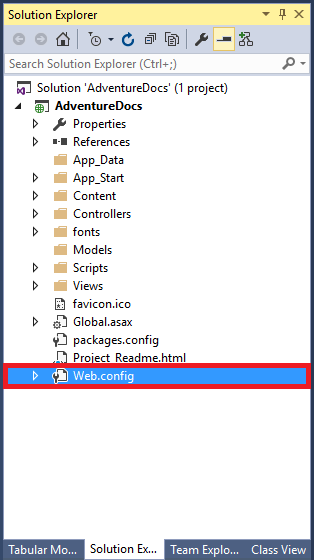 Solution Explorer
Search Solution Explorer (Ctrl+;)
Solution 'AdventureDocs' (1 project)
AdventureDocs
Properties
References
App_Data
App_Start
Content
Controllers
fonts
Models
Scripts
Views
favicon.ico
Global.asax
packages.config
Project_Readme.html
Web.config
Tabular Mo... Solution Ex... Team Explo... Class View